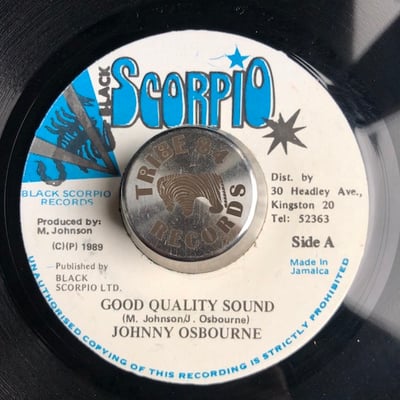 BLACK
SCORPIO
BLACK SCORPIO
RECORDS
Produced by:
M. Johnson
(C)(P) 1989
Published by
BLACK
SCORPIO LTD.
TRIBE 84
RECORDS
Dist. by
30 Headley Ave.,
Kingston 20
Tel: 52363
Side A
Made in
Jamaica
GOOD QUALITY SOUND
(M. Johnson/J. Osbourne)
JOHNNY OSBOURNE
UNAUTHORISED COPYING OF THIS RECORDING IS STRICTLY PROHIBITED